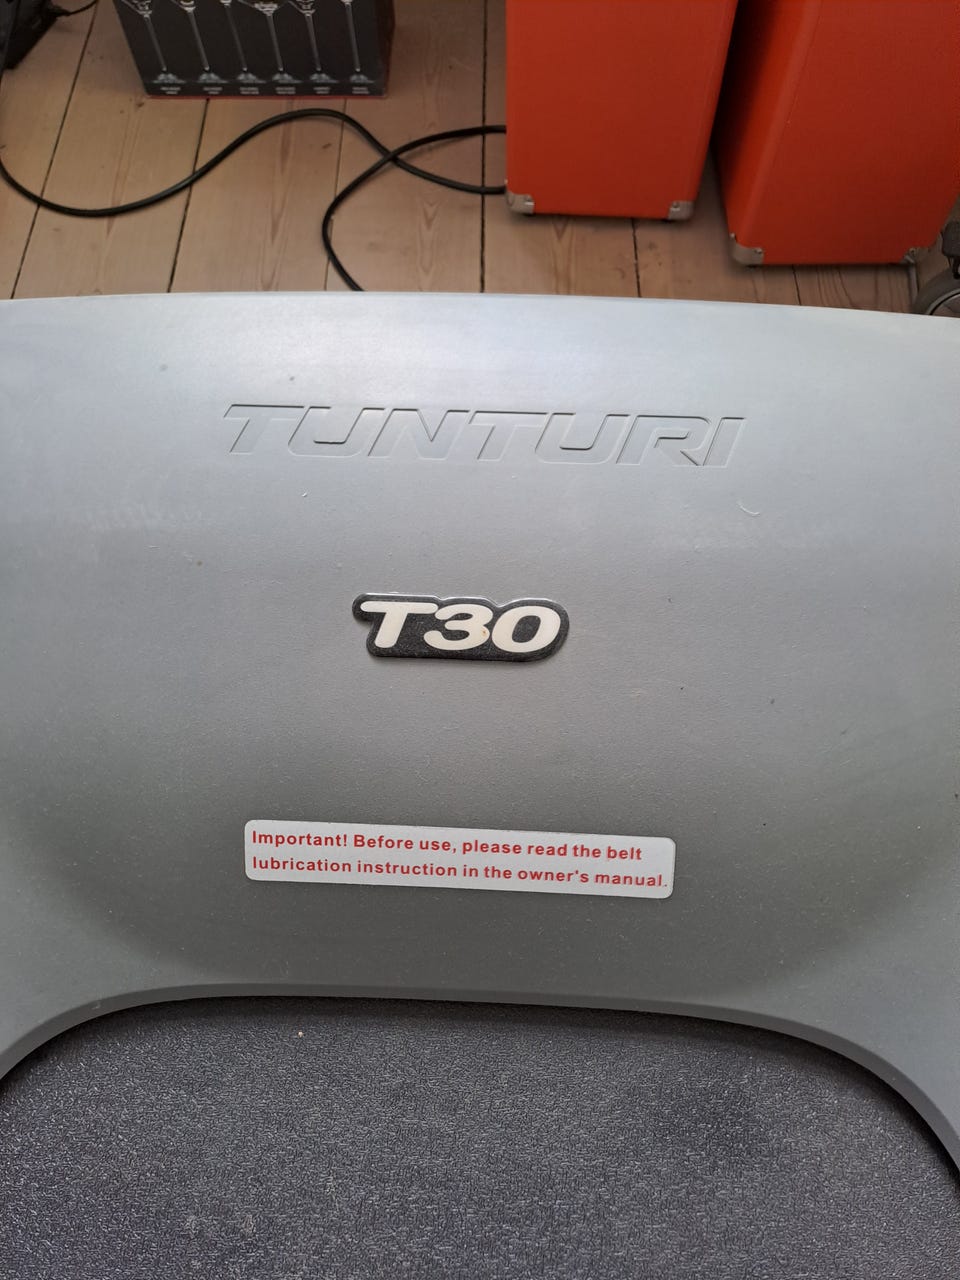 TUNTURI
T30
Important! Before use, please read the belt
lubrication instruction in the owner's manual.